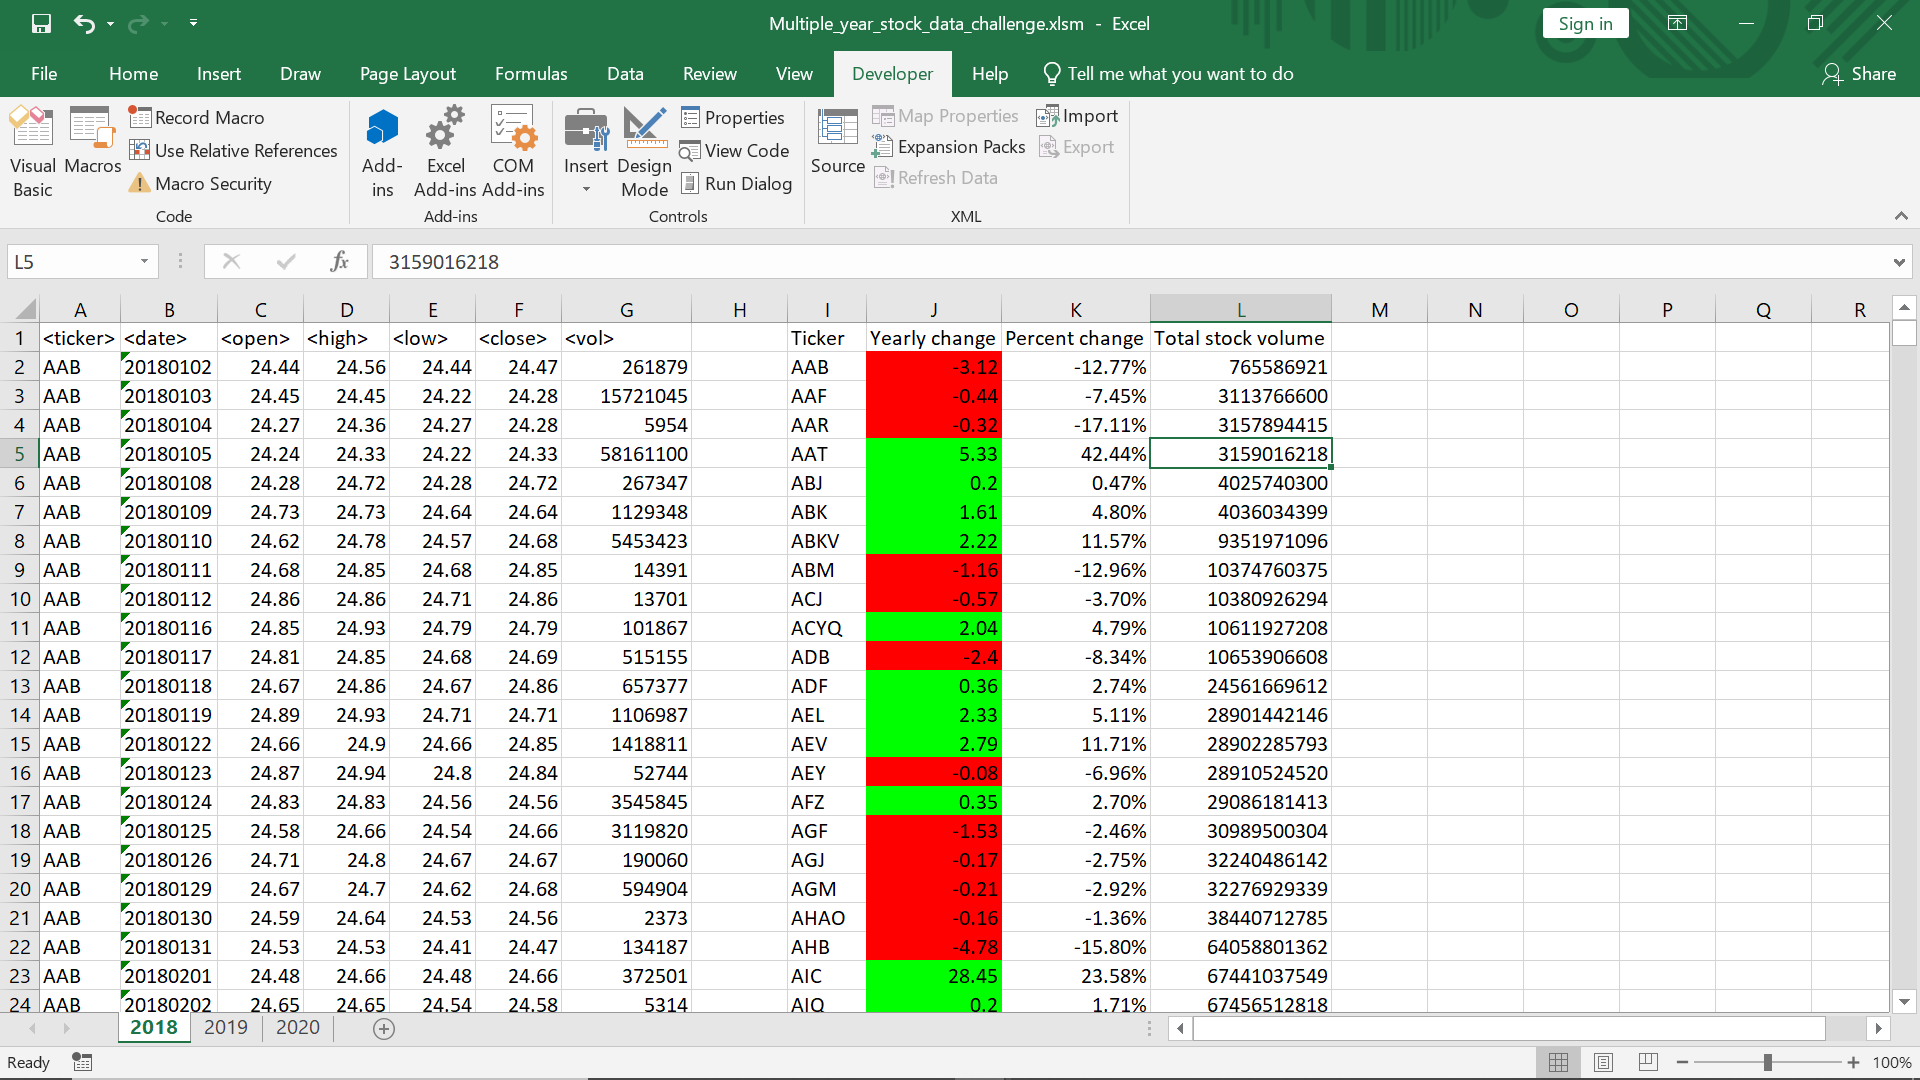 Multiple_year_stock_data_challenge.xlsm - Excel
Sign in
File Home Insert Draw Page Layout Formulas Data Review View Developer Help Tell me what you want to do Share
Visual Basic
Macros
Record Macro
Use Relative References
Macro Security
Code
Add-ins
Excel Add-ins
COM Add-ins
Add-ins
Insert
Design Mode
Properties
View Code
Run Dialog
Controls
Source
Map Properties
Expansion Packs
Refresh Data
Import
Export
XML
L5 fx 3159016218
A B C D E F G H I J K L M N O P Q R
1 <ticker> <date> <open> <high> <low> <close> <vol> Ticker Yearly change Percent change Total stock volume
2 AAB 20180102 24.44 24.56 24.44 24.47 261879 AAB -3.12 -12.77% 765586921
3 AAB 20180103 24.45 24.45 24.22 24.28 15721045 AAF -0.44 -7.45% 3113766600
4 AAB 20180104 24.27 24.36 24.27 24.28 5954 AAR -0.32 -17.11% 3157894415
5 AAB 20180105 24.24 24.33 24.22 24.33 58161100 AAT 5.33 42.44% 3159016218
6 AAB 20180108 24.28 24.72 24.28 24.72 267347 ABJ 0.2 0.47% 4025740300
7 AAB 20180109 24.73 24.73 24.64 24.64 1129348 ABK 1.61 4.80% 4036034399
8 AAB 20180110 24.62 24.78 24.57 24.68 5453423 ABKV 2.22 11.57% 9351971096
9 AAB 20180111 24.68 24.85 24.68 24.85 14391 ABM -1.16 -12.96% 10374760375
10 AAB 20180112 24.86 24.86 24.71 24.86 13701 ACJ -0.57 -3.70% 10380926294
11 AAB 20180116 24.85 24.93 24.79 24.79 101867 ACYQ 2.04 4.79% 10611927208
12 AAB 20180117 24.81 24.85 24.68 24.69 515155 ADB -2.4 -8.34% 10653906608
13 AAB 20180118 24.67 24.86 24.67 24.86 657377 ADF 0.36 2.74% 24561669612
14 AAB 20180119 24.89 24.93 24.71 24.71 1106987 AEL 2.33 5.11% 28901442146
15 AAB 20180122 24.66 24.9 24.66 24.85 1418811 AEV 2.79 11.71% 28902285793
16 AAB 20180123 24.87 24.94 24.8 24.84 52744 AEY -0.08 -6.96% 28910524520
17 AAB 20180124 24.83 24.83 24.56 24.56 3545845 AFZ 0.35 2.70% 29086181413
18 AAB 20180125 24.58 24.66 24.54 24.66 3119820 AGF -1.53 -2.46% 30989500304
19 AAB 20180126 24.71 24.8 24.67 24.67 190060 AGJ -0.17 -2.75% 32240486142
20 AAB 20180129 24.67 24.7 24.62 24.68 594904 AGM -0.21 -2.92% 32276929339
21 AAB 20180130 24.59 24.64 24.53 24.56 2373 AHAO -0.16 -1.36% 38440712785
22 AAB 20180131 24.53 24.53 24.41 24.47 134187 AHB -4.78 -15.80% 64058801362
23 AAB 20180201 24.48 24.66 24.48 24.66 372501 AIC 28.45 23.58% 67441037549
24 AAB 20180202 24.65 24.65 24.54 24.58 5314 AIQ 0.2 1.71% 67456512818
2018 2019 2020
Ready 100%